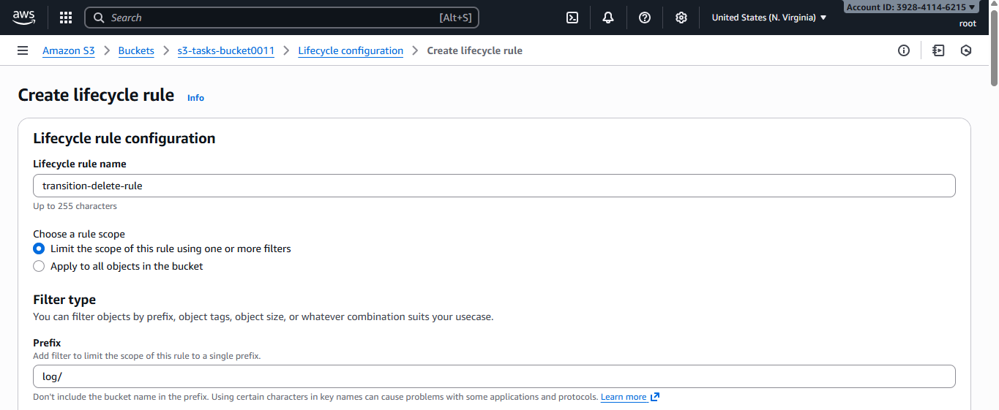 aws
Search [Alt+S]
United States (N. Virginia) ▼
Account ID: 3928-4114-6215 ▼
root
Amazon S3 > Buckets > s3-tasks-bucket0011 > Lifecycle configuration > Create lifecycle rule
Create lifecycle rule Info
Lifecycle rule configuration
Lifecycle rule name
transition-delete-rule
Up to 255 characters
Choose a rule scope
Limit the scope of this rule using one or more filters
Apply to all objects in the bucket
Filter type
You can filter objects by prefix, object tags, object size, or whatever combination suits your usecase.
Prefix
Add filter to limit the scope of this rule to a single prefix.
log/
Don't include the bucket name in the prefix. Using certain characters in key names can cause problems with some applications and protocols. Learn more